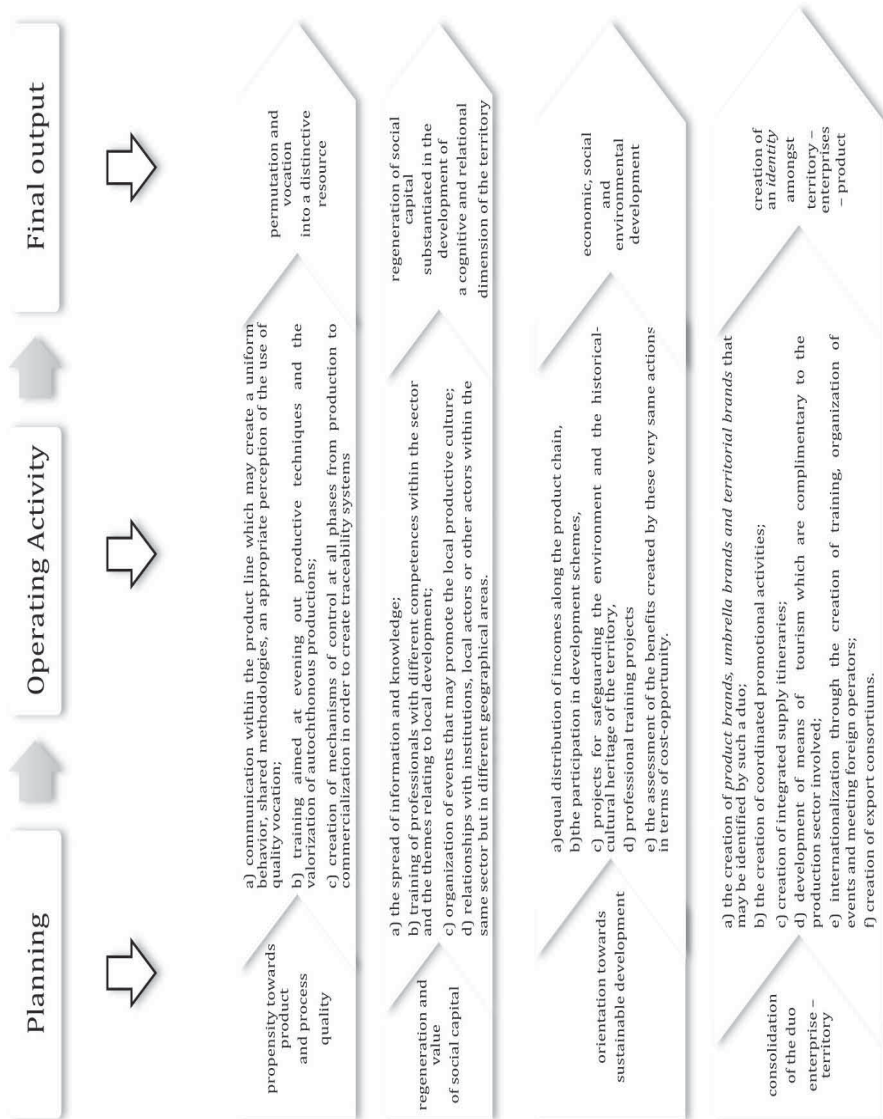 Planning
Operating Activity
Final output
propensity towards
product
and process
quality
a) communication within the product line which may create a uniform
behavior, shared methodologies, an appropriate perception of the use of
quality vocation;
b) training aimed at evening out productive techniques and the
valorization of autochthonous productions;
c) creation of mechanisms of control at all phases from production to
commercialization in order to create traceability systems
permutation and
vocation
into a distinctive
resource
regeneration and
value
of social capital
a) the spread of information and knowledge;
b) training of professionals with different competences within the sector
and the themes relating to local development;
c) organization of events that may promote the local productive culture;
d) relationships with institutions, local actors or other actors within the
same sector but in different geographical areas.
regeneration of social
capital
substantiated in the
development of
a cognitive and relational
dimension of the territory
orientation towards
sustainable development
a)equal distribution of incomes along the product chain,
b)the participation in development schemes,
c) projects for safeguarding the environment and the historical-
cultural heritage of the territory,
d) professional training projects
e) the assessment of the benefits created by these very same actions
in terms of cost-opportunity.
economic, social
and
environmental
development
consolidation
of the duo
enterprise –
territory
a) the creation of product brands, umbrella brands and territorial brands that
may be identified by such a duo;
b) the creation of coordinated promotional activities;
c) creation of integrated supply itineraries;
d) development of means of tourism which are complimentary to the
production sector involved;
e) internationalization through the creation of training, organization of
events and meeting foreign operators;
f) creation of export consortiums.
creation of
an identity
amongst
territory –
enterprises
– product